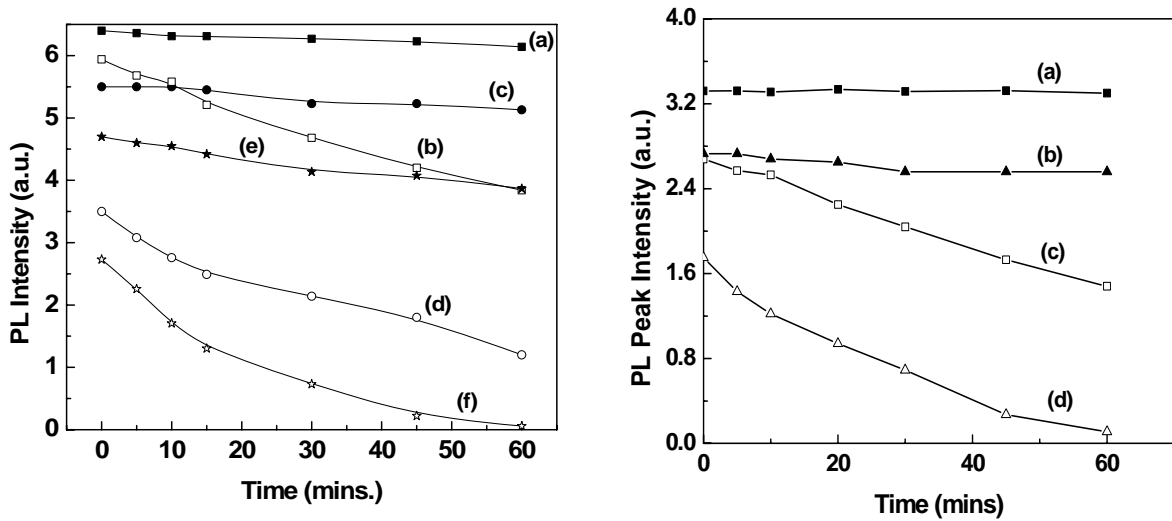 6
5
4
3
2
1
0
PL Intensity (a.u.)
(a)
(c)
(e)
(b)
(d)
(f)
0 10 20 30 40 50 60
Time (mins.)
4.0
3.2
2.4
1.6
0.8
0.0
PL Peak Intensity (a.u.)
(a)
(b)
(c)
(d)
0 20 40 60
Time (mins)